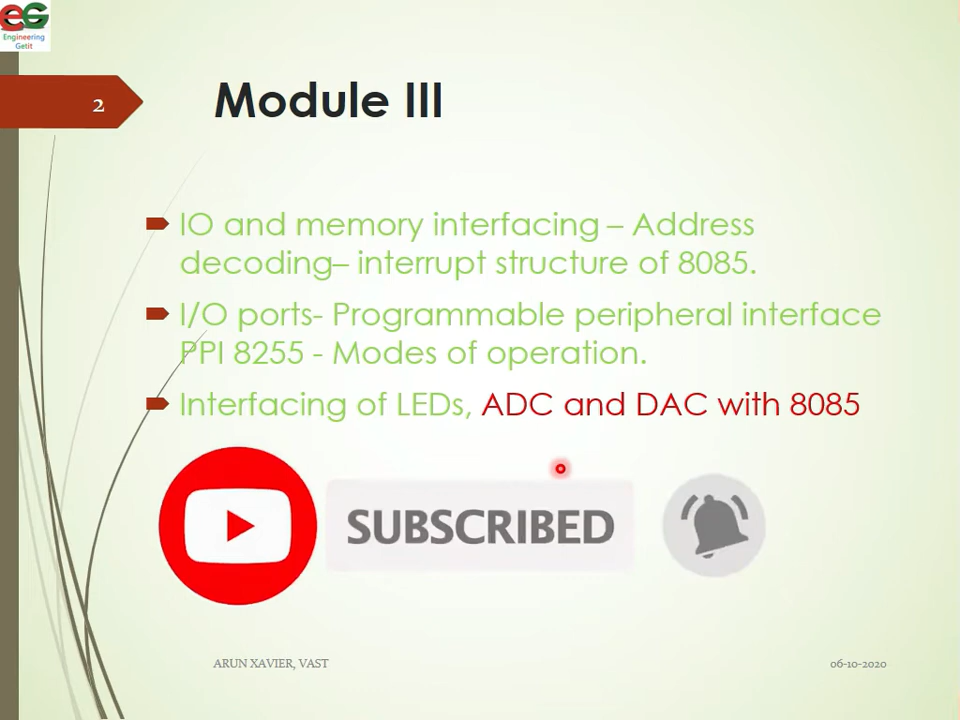 EG
Engineering
Getit
2
Module III
IO and memory interfacing – Address
decoding– interrupt structure of 8085.
I/O ports- Programmable peripheral interface
PPI 8255 - Modes of operation.
Interfacing of LEDs, ADC and DAC with 8085
SUBSCRIBED
ARUN XAVIER, VAST
06-10-2020